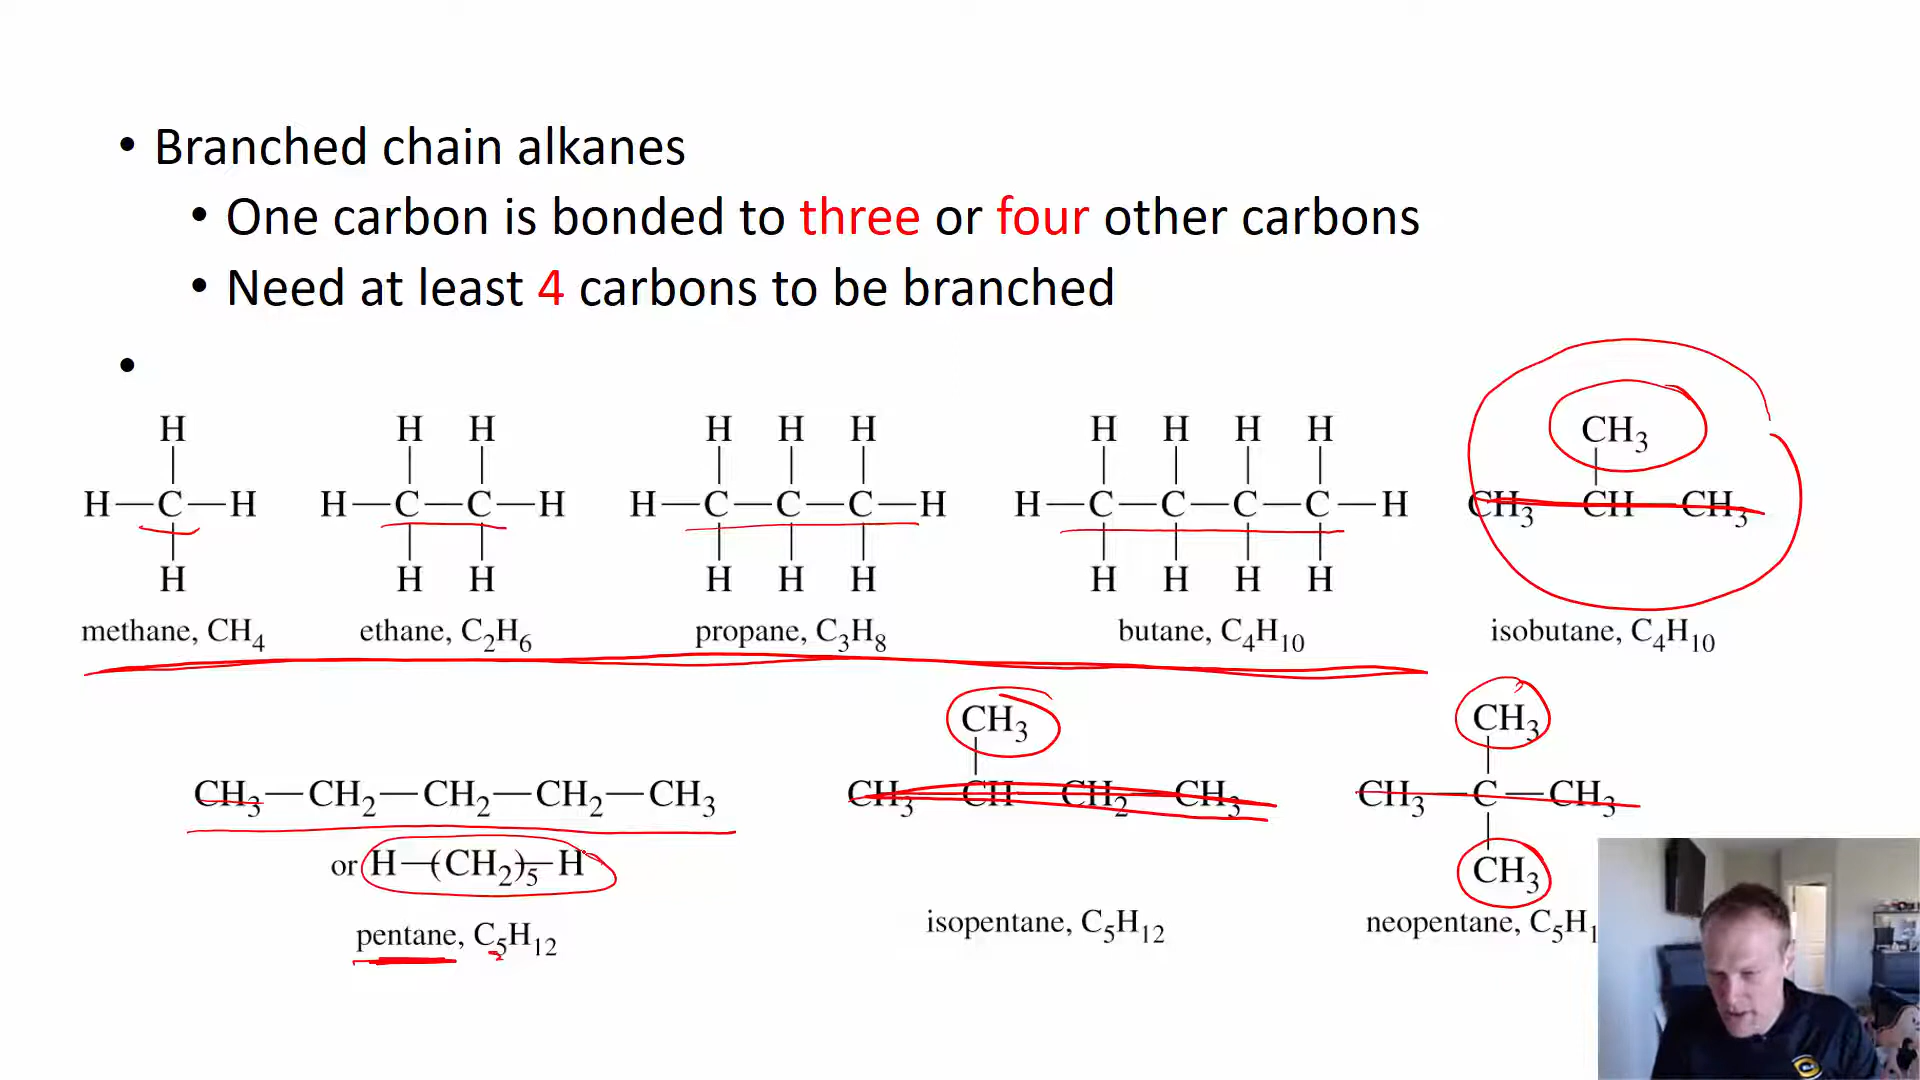 • Branched chain alkanes
• One carbon is bonded to three or four other carbons
• Need at least 4 carbons to be branched
•
H H H H H H H H H H CH₃
H—C—H H—C—C—H H—C—C—C—H H—C—C—C—C—H CH₃—CH—CH₃
H H H H H H H H H H
methane, CH₄ ethane, C₂H₆ propane, C₃H₈ butane, C₄H₁₀ isobutane, C₄H₁₀
CH₃ CH₃
CH₃—CH₂—CH₂—CH₂—CH₃ CH₃—CH—CH₂—CH₃ CH₃—C—CH₃
or H—(CH₂)₅—H CH₃
pentane, C₅H₁₂ isopentane, C₅H₁₂ neopentane, C₅H₁